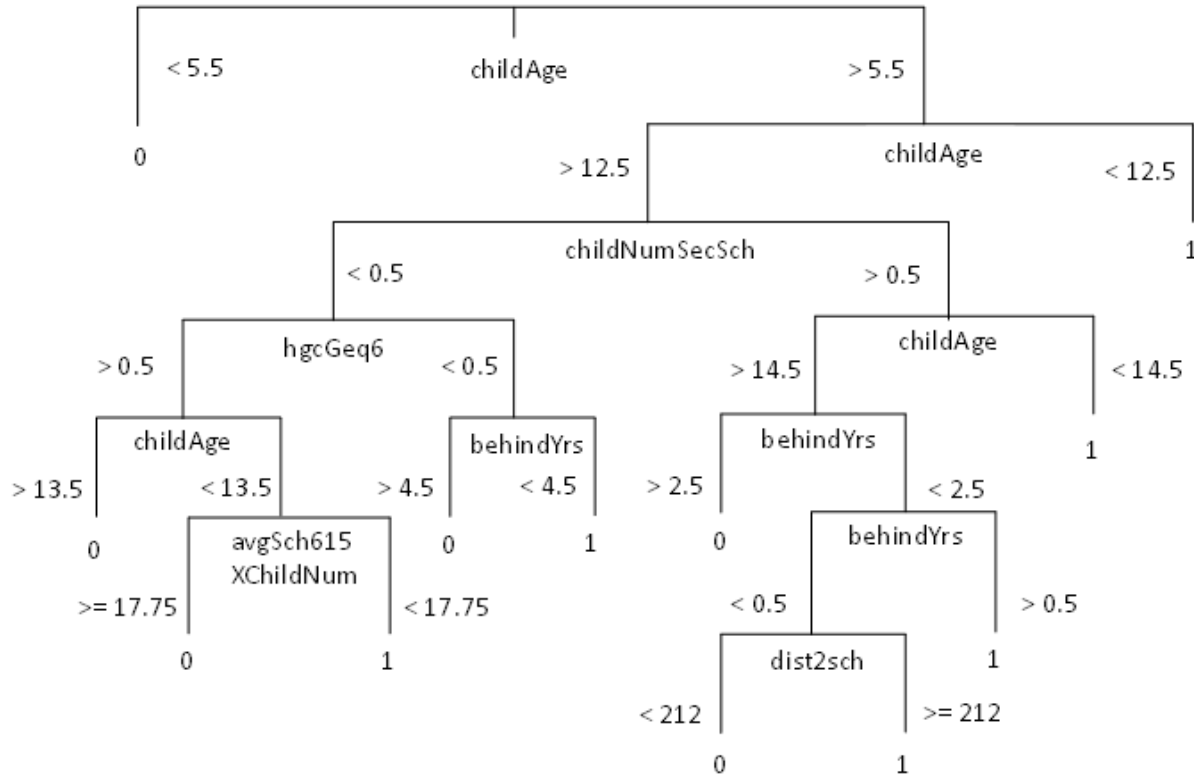 < 5.5
childAge
> 5.5
0
childAge
> 12.5
< 12.5
childNumSecSch
1
< 0.5
> 0.5
hgcGeq6
childAge
> 0.5
< 0.5
> 14.5
< 14.5
childAge
behindYrs
behindYrs
1
> 13.5
< 13.5
> 4.5
< 4.5
> 2.5
< 2.5
0
avgSch615
XChildNum
0
1
0
behindYrs
>= 17.75
< 17.75
< 0.5
> 0.5
0
1
dist2sch
1
< 212
>= 212
0
1